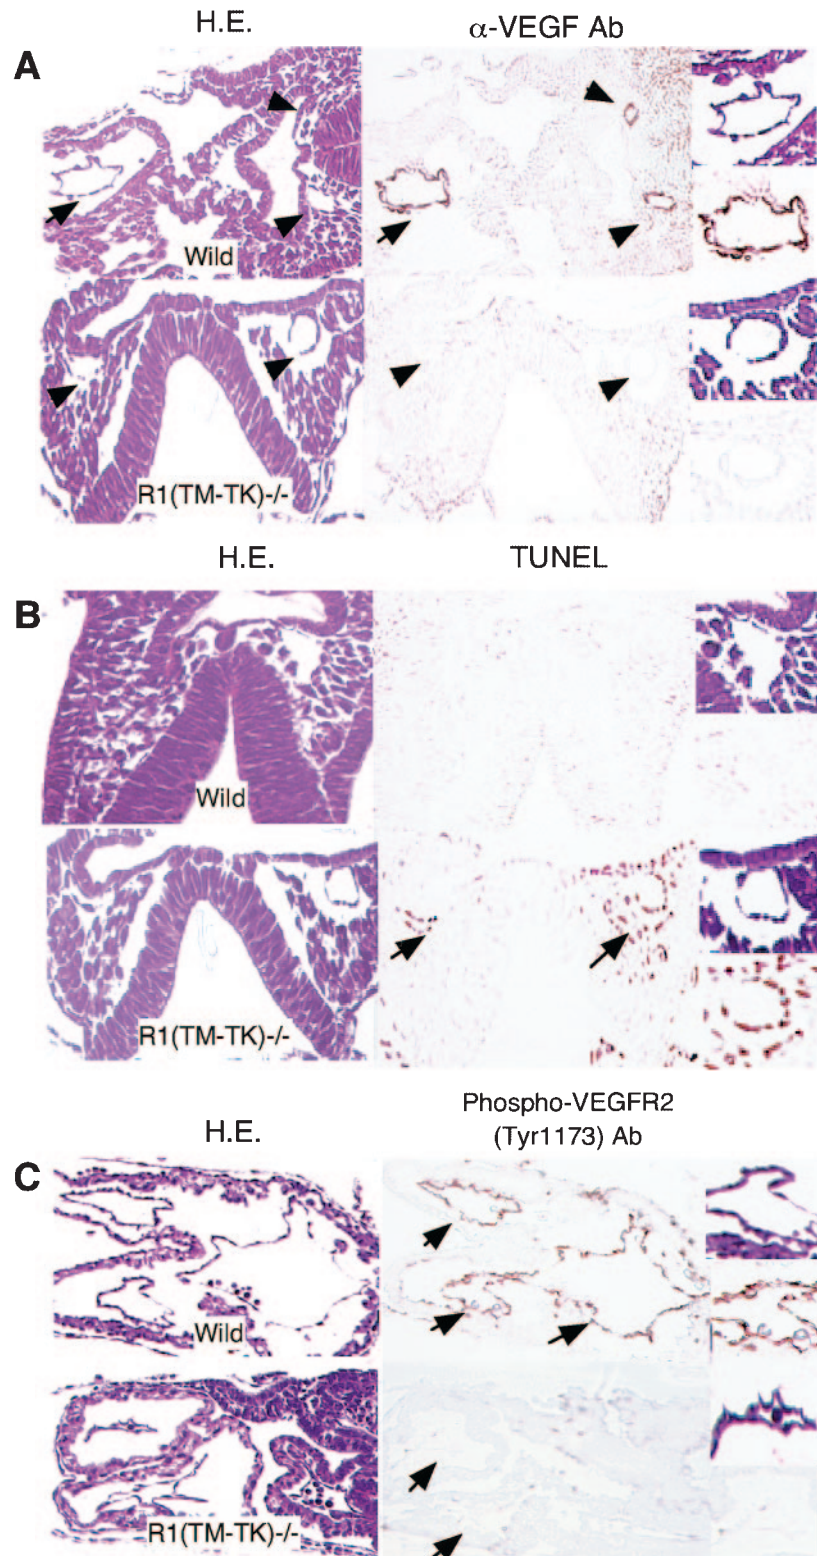 H.E. α-VEGF Ab
A
Wild
R1(TM-TK)-/-
H.E. TUNEL
B
Wild
R1(TM-TK)-/-
Phospho-VEGFR2
H.E. (Tyr1173) Ab
C
Wild
R1(TM-TK)-/-